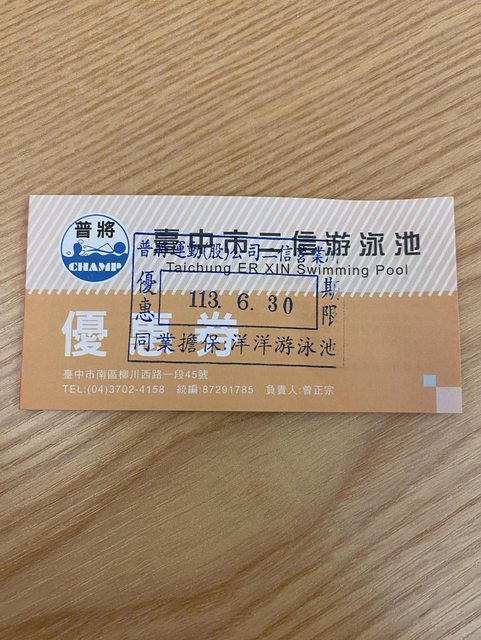 普將
CHAMP
臺中市二信游泳池
Taichung ER XIN Swimming Pool
普將運動(股)公司二信營業所
優惠
113. 6. 30
期限
同業擔保:洋洋游泳池
優惠券
臺中市南區柳川西路一段45號
TEL:(04)3702-4158 統編:87291785 負責人:曾正宗